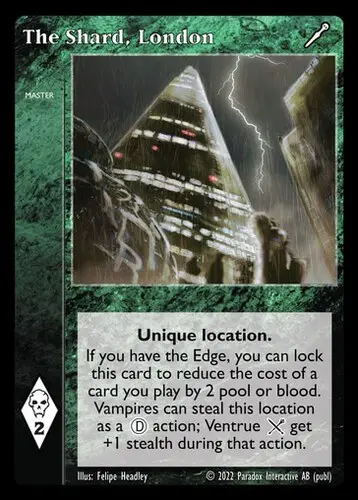 The Shard, London
MASTER
Unique location.
If you have the Edge, you can lock
this card to reduce the cost of a
card you play by 2 pool or blood.
Vampires can steal this location
as a Ⓓ action; Ventrue get
+1 stealth during that action.
2
Illus: Felipe Headley © 2022 Paradox Interactive AB (publ)